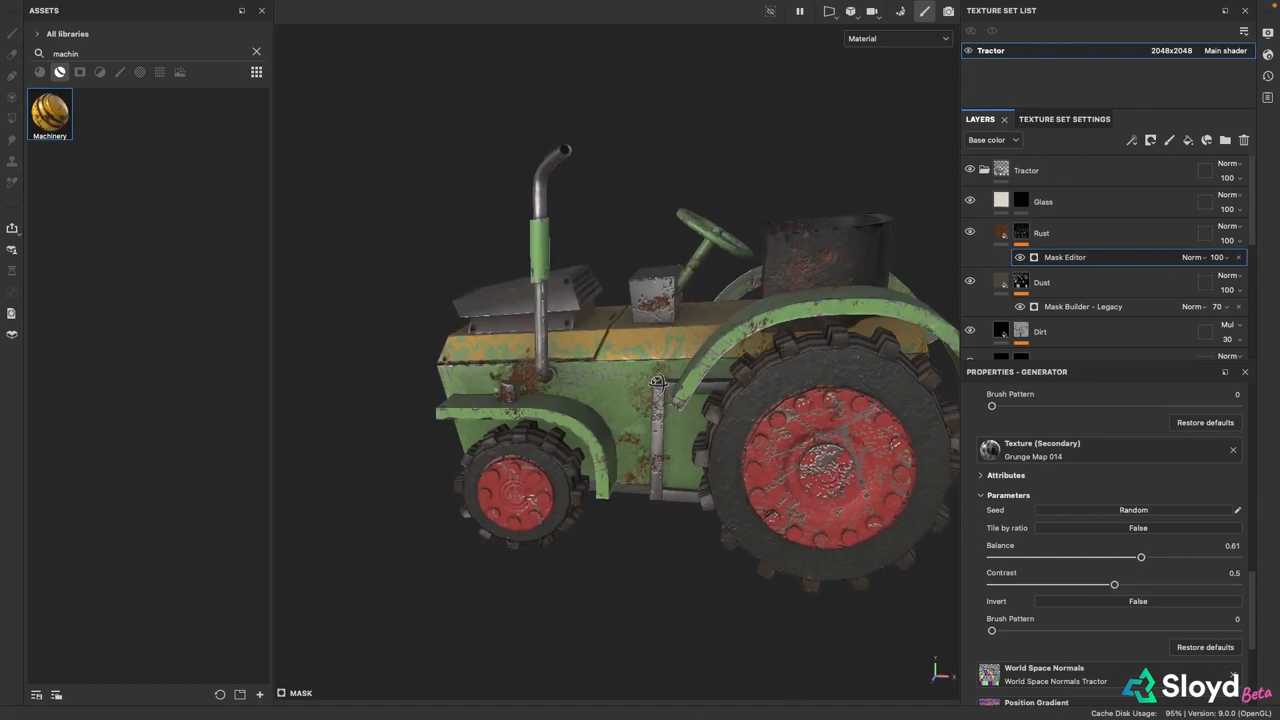 ASSETS
All libraries
machin
Machinery
Material
MASK
TEXTURE SET LIST
Tractor 2048x2048 Main shader
LAYERS TEXTURE SET SETTINGS
Base color
Tractor Norm 100
Glass Norm 100
Rust Norm 100
Mask Editor Norm 100
Dust Norm 100
Mask Builder - Legacy Norm 70
Dirt Mul 30
Norm
PROPERTIES - GENERATOR
Brush Pattern 0
Restore defaults
Texture (Secondary)
Grunge Map 014
Attributes
Parameters
Seed Random
Tile by ratio False
Balance 0.61
Contrast 0.5
Invert False
Brush Pattern 0
Restore defaults
World Space Normals
World Space Normals Tractor
Position Gradient
Sloyd Beta
Cache Disk Usage: 95% | Version: 9.0.0 (OpenGL)